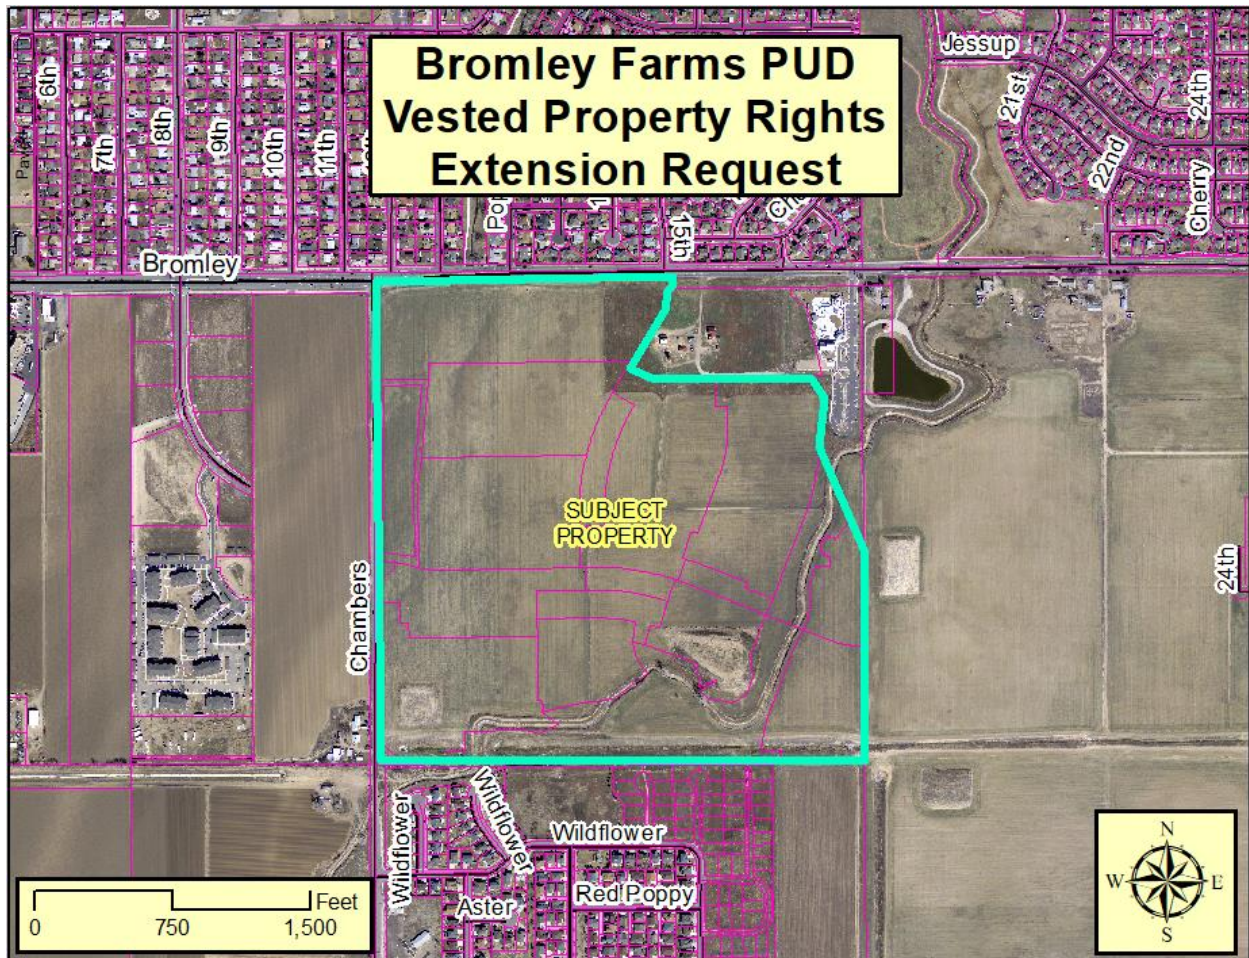 Bromley Farms PUD
Vested Property Rights
Extension Request
Jessup
6th
7th
8th
9th
10th
11th
15th
21st
22nd
24th
Cherry
Bromley
SUBJECT
PROPERTY
Chambers
24th
Wildflower
Wildflower
Wildflower
Aster
Red Poppy
Feet
0 750 1,500
N
W E
S